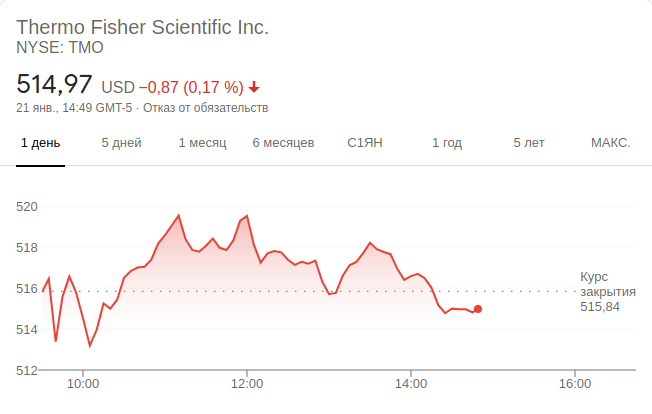 Thermo Fisher Scientific Inc.
NYSE: TMO
514,97 USD −0,87 (0,17 %)
21 янв., 14:49 GMT-5 · Отказ от обязательств
1 день 5 дней 1 месяц 6 месяцев С1ЯН 1 год 5 лет МАКС.
520
518
516
514
512
Курс
закрытия
515,84
10:00 12:00 14:00 16:00